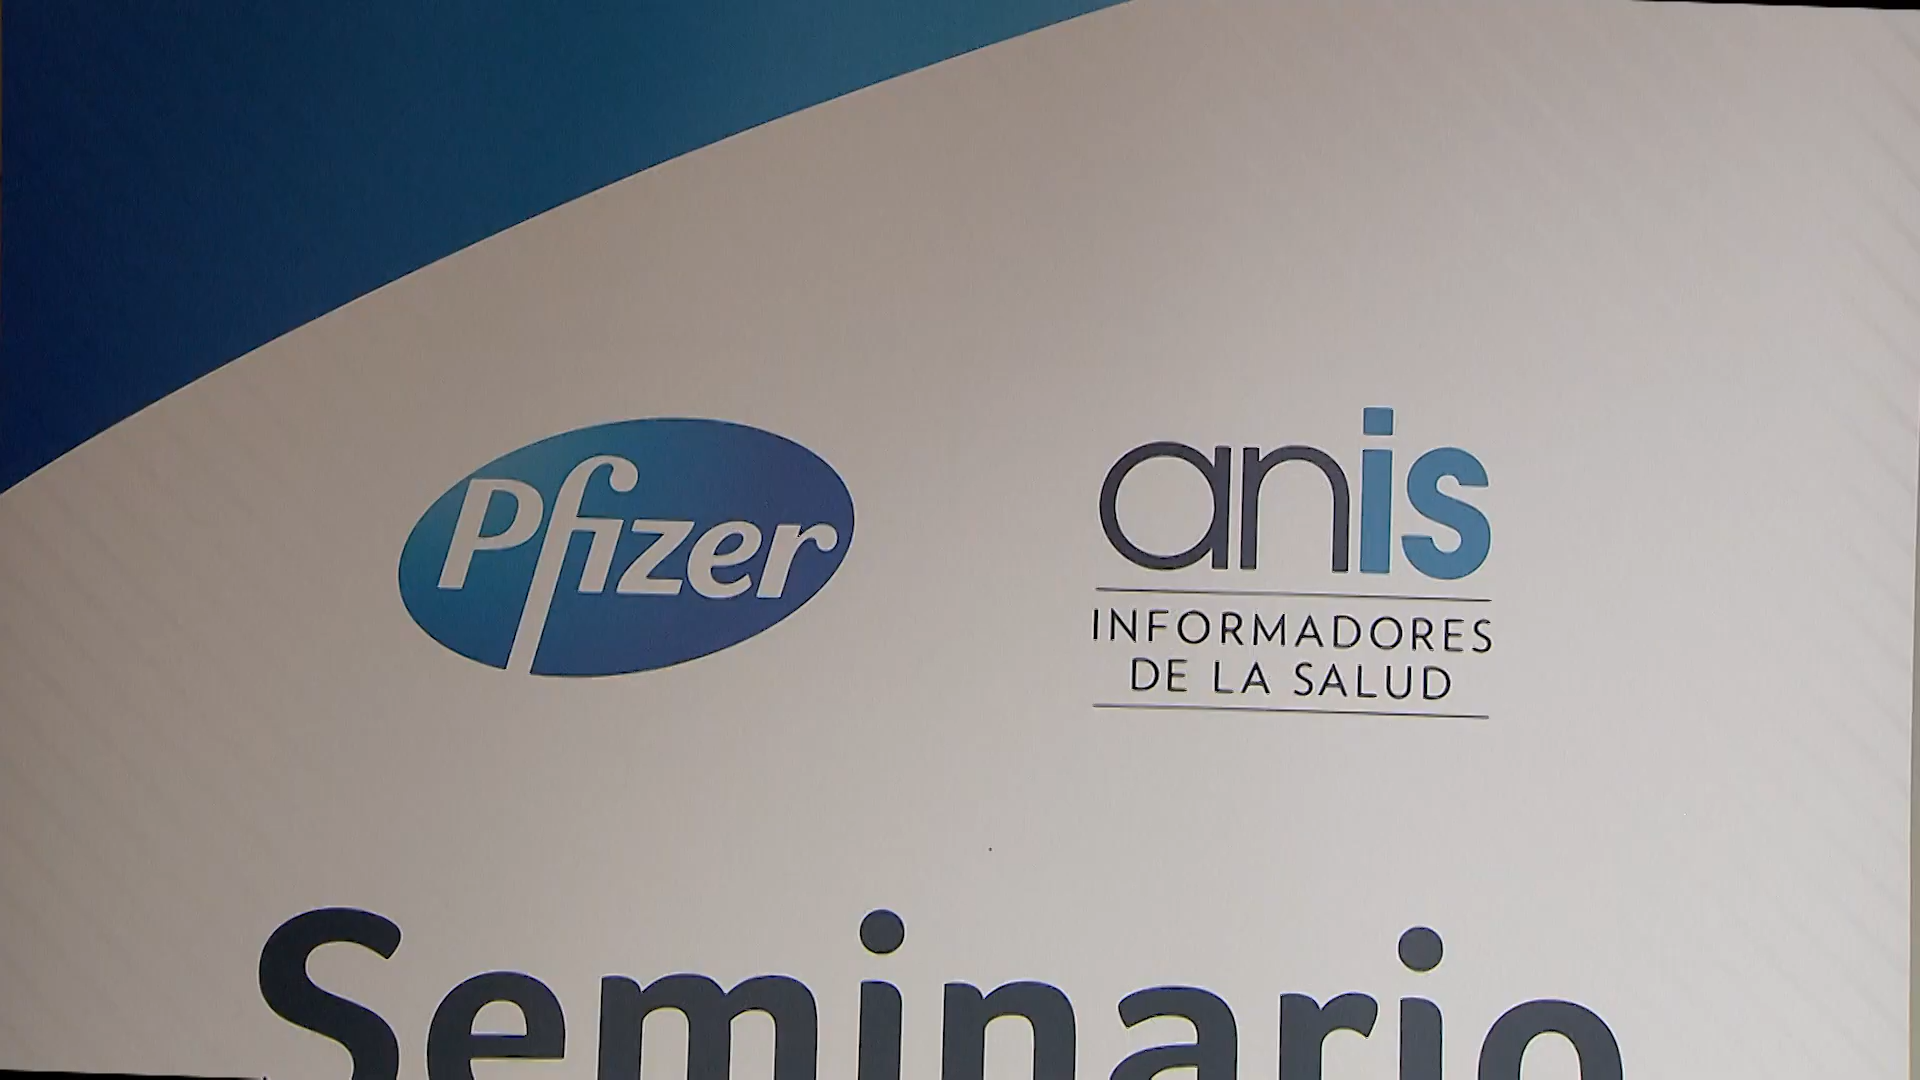 Pfizer
anis
INFORMADORES
DE LA SALUD
Seminario